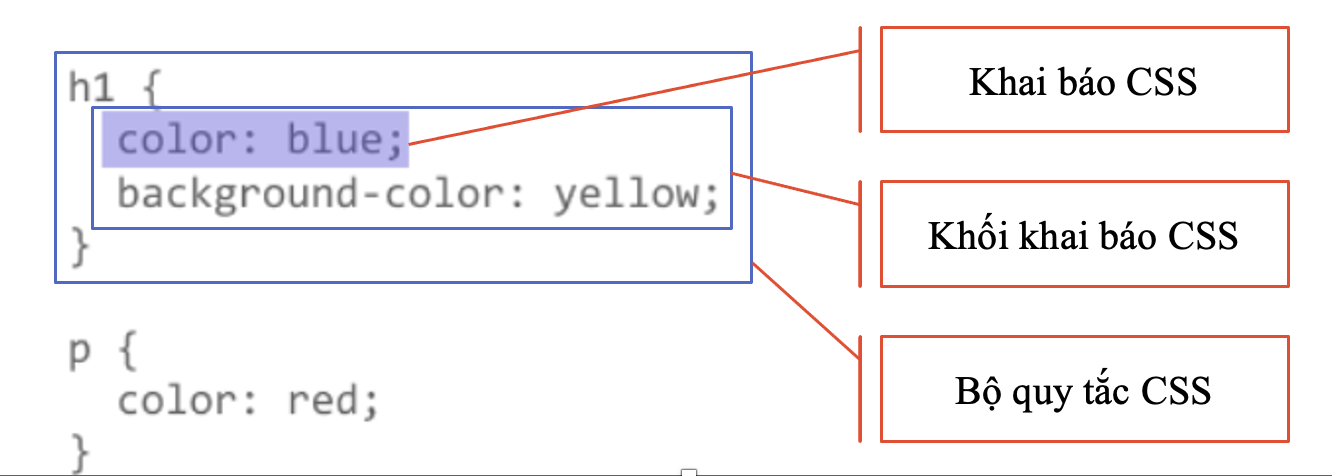 h1 {
color: blue;
background-color: yellow;
}
p {
color: red;
}
Khai báo CSS
Khối khai báo CSS
Bộ quy tắc CSS